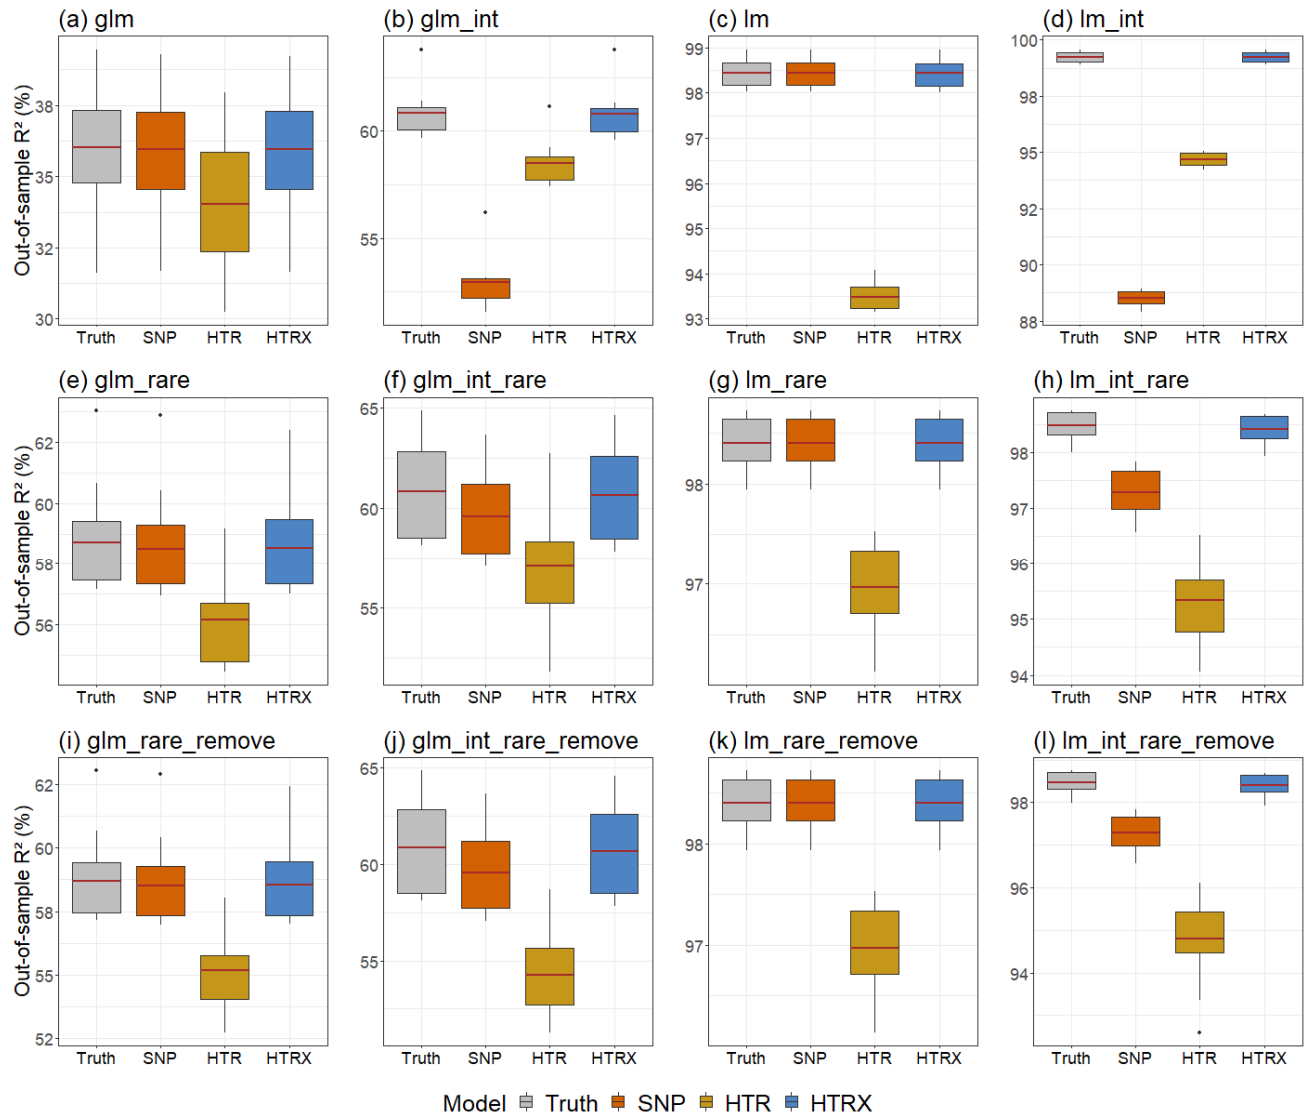 (a) glm
(b) glm_int
(c) lm
(d) lm_int
Out-of-sample R² (%)
38
35
32
30
60
55
99
98
97
96
95
94
93
100
98
95
92
90
88
Truth SNP HTR HTRX
Truth SNP HTR HTRX
Truth SNP HTR HTRX
Truth SNP HTR HTRX
(e) glm_rare
(f) glm_int_rare
(g) lm_rare
(h) lm_int_rare
Out-of-sample R² (%)
62
60
58
56
65
60
55
98
97
98
97
96
95
94
Truth SNP HTR HTRX
Truth SNP HTR HTRX
Truth SNP HTR HTRX
Truth SNP HTR HTRX
(i) glm_rare_remove
(j) glm_int_rare_remove
(k) lm_rare_remove
(l) lm_int_rare_remove
Out-of-sample R² (%)
62
60
58
55
52
65
60
55
98
97
98
96
94
Truth SNP HTR HTRX
Truth SNP HTR HTRX
Truth SNP HTR HTRX
Truth SNP HTR HTRX
Model Truth SNP HTR HTRX